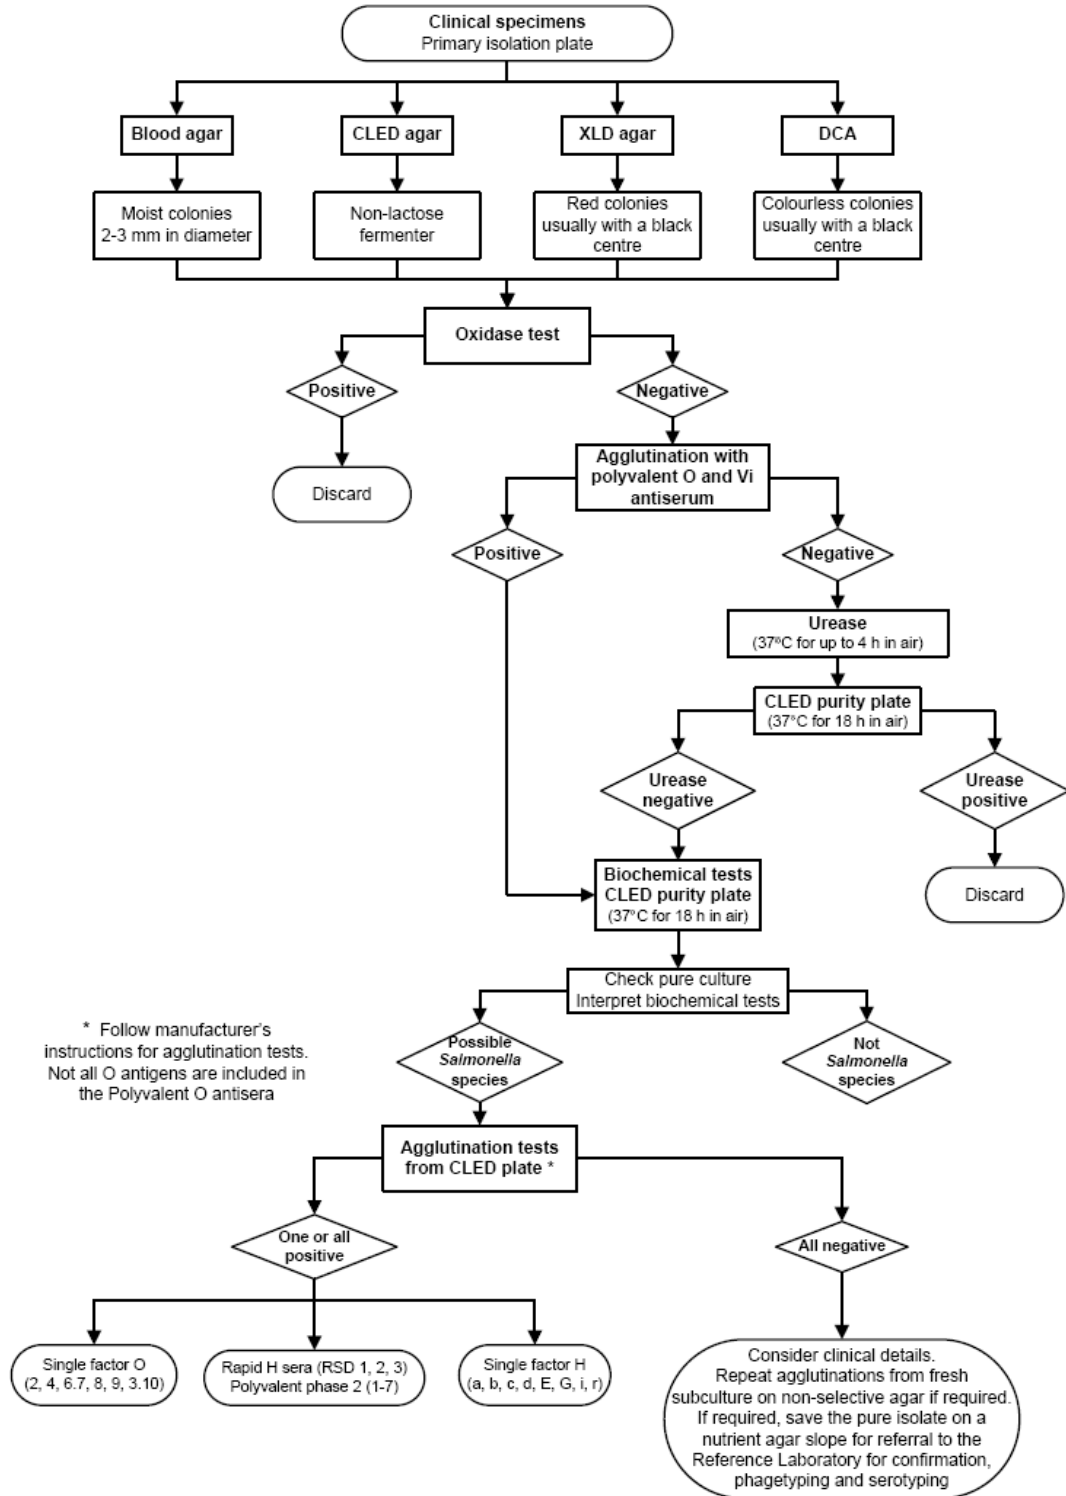 Clinical specimens
Primary isolation plate
Blood agar
CLED agar
XLD agar
DCA
Moist colonies
2-3 mm in diameter
Non-lactose
fermenter
Red colonies
usually with a black
centre
Colourless colonies
usually with a black
centre
Oxidase test
Positive
Negative
Discard
Agglutination with
polyvalent O and Vi
antiserum
Positive
Negative
Urease
(37ºC for up to 4 h in air)
CLED purity plate
(37°C for 18 h in air)
Urease
negative
Urease
positive
Biochemical tests
CLED purity plate
(37°C for 18 h in air)
Discard
Check pure culture
Interpret biochemical tests
* Follow manufacturer's
instructions for agglutination tests.
Not all O antigens are included in
the Polyvalent O antisera
Possible
Salmonella
species
Not
Salmonella
species
Agglutination tests
from CLED plate *
One or all
positive
All negative
Single factor O
(2, 4, 6.7, 8, 9, 3.10)
Rapid H sera (RSD 1, 2, 3)
Polyvalent phase 2 (1-7)
Single factor H
(a, b, c, d, E, G, i, r)
Consider clinical details.
Repeat agglutinations from fresh
subculture on non-selective agar if required.
If required, save the pure isolate on a
nutrient agar slope for referral to the
Reference Laboratory for confirmation,
phagetyping and serotyping